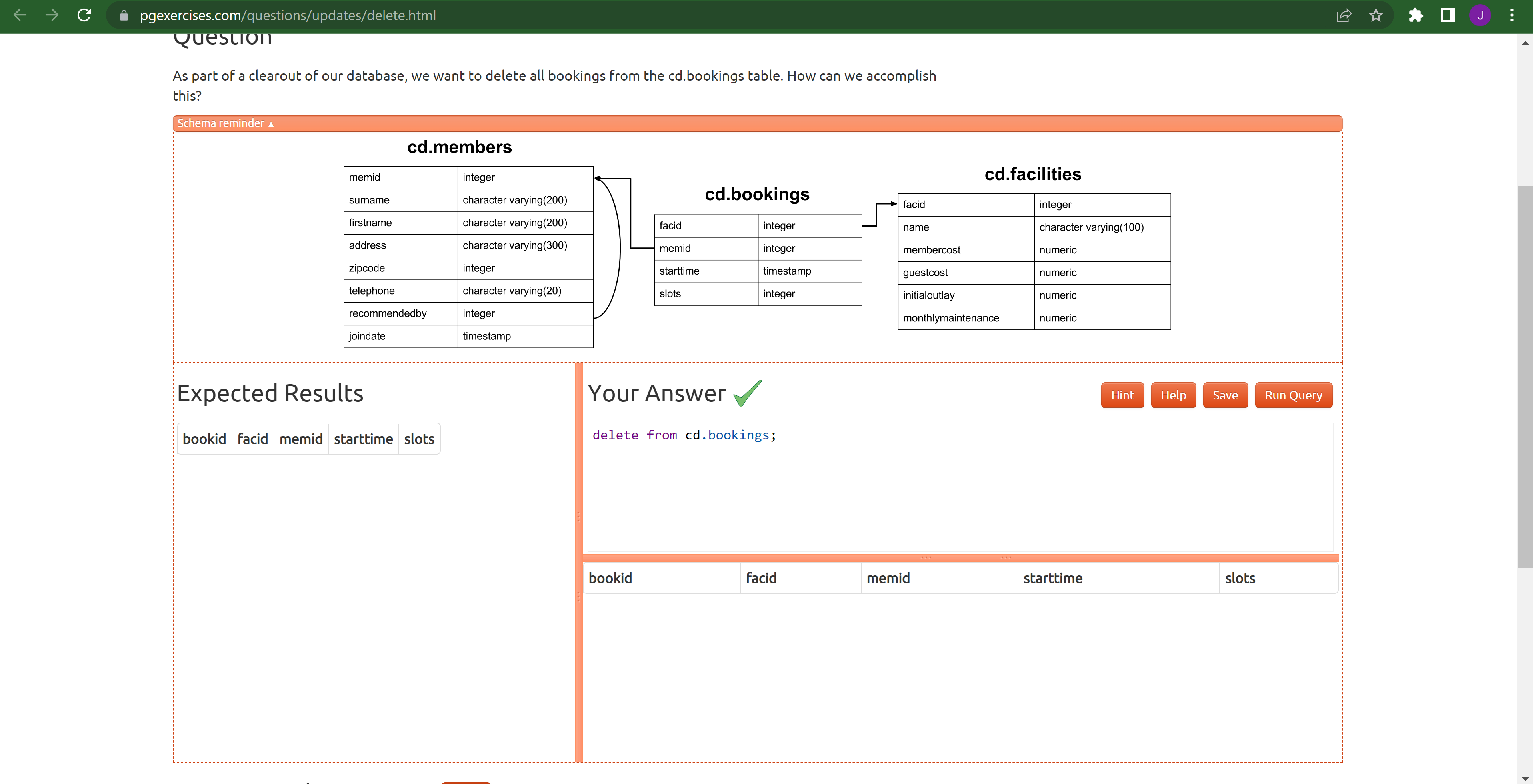 pgexercises.com/questions/updates/delete.html
J
Question
As part of a clearout of our database, we want to delete all bookings from the cd.bookings table. How can we accomplish
this?
Schema reminder ▲
cd.members
memid integer
surname character varying(200)
firstname character varying(200)
address character varying(300)
zipcode integer
telephone character varying(20)
recommendedby integer
joindate timestamp
cd.bookings
facid integer
memid integer
starttime timestamp
slots integer
cd.facilities
facid integer
name character varying(100)
membercost numeric
guestcost numeric
initialoutlay numeric
monthlymaintenance numeric
Expected Results
bookid facid memid starttime slots
Your Answer
Hint Help Save Run Query
delete from cd.bookings;
bookid facid memid starttime slots